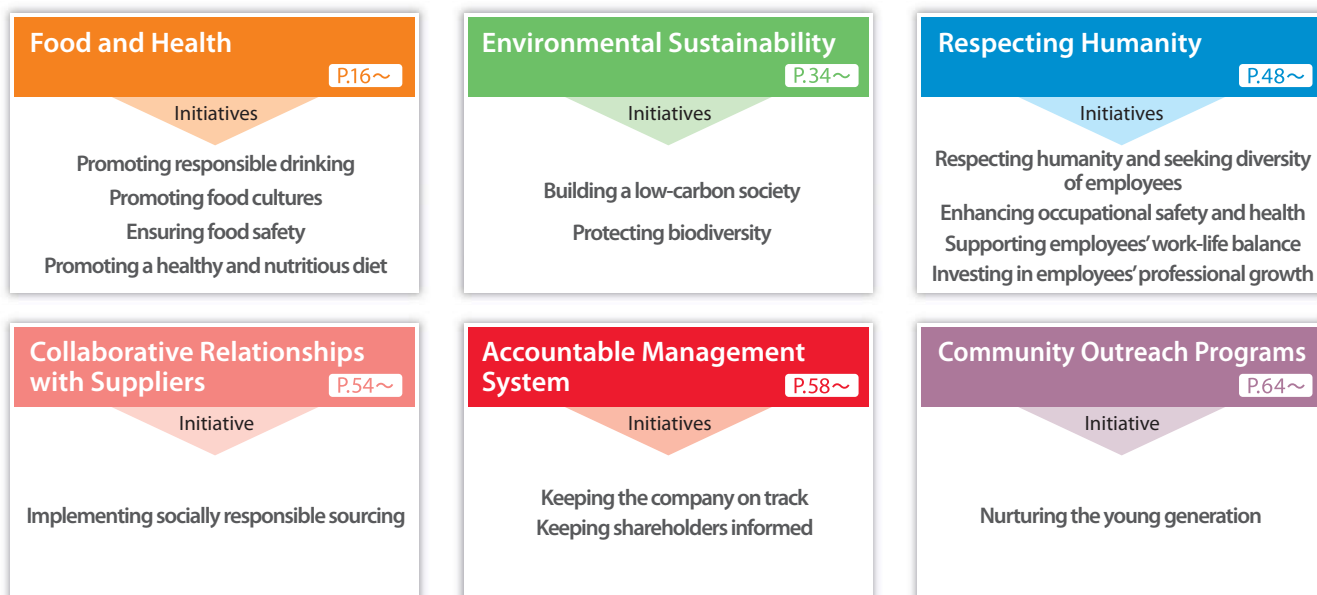 Food and Health
P.16～
Initiatives
Promoting responsible drinking
Promoting food cultures
Ensuring food safety
Promoting a healthy and nutritious diet
Environmental Sustainability
P.34～
Initiatives
Building a low-carbon society
Protecting biodiversity
Respecting Humanity
P.48～
Initiatives
Respecting humanity and seeking diversity
of employees
Enhancing occupational safety and health
Supporting employees’ work-life balance
Investing in employees’ professional growth
Collaborative Relationships
with Suppliers
P.54～
Initiative
Implementing socially responsible sourcing
Accountable Management
System
P.58～
Initiatives
Keeping the company on track
Keeping shareholders informed
Community Outreach Programs
P.64～
Initiative
Nurturing the young generation